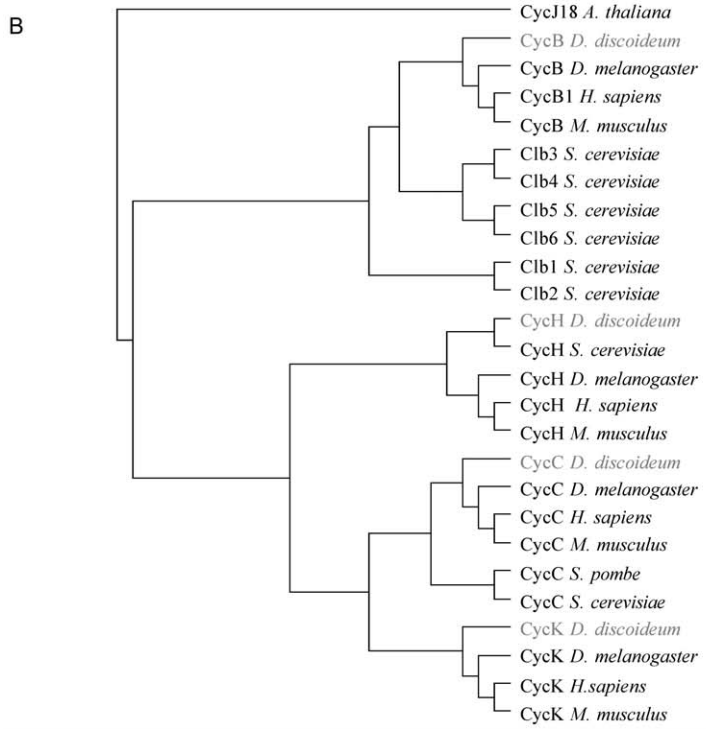 B
CycJ18 A. thaliana
CycB D. discoideum
CycB D. melanogaster
CycB1 H. sapiens
CycB M. musculus
Clb3 S. cerevisiae
Clb4 S. cerevisiae
Clb5 S. cerevisiae
Clb6 S. cerevisiae
Clb1 S. cerevisiae
Clb2 S. cerevisiae
CycH D. discoideum
CycH S. cerevisiae
CycH D. melanogaster
CycH H. sapiens
CycH M. musculus
CycC D. discoideum
CycC D. melanogaster
CycC H. sapiens
CycC M. musculus
CycC S. pombe
CycC S. cerevisiae
CycK D. discoideum
CycK D. melanogaster
CycK H.sapiens
CycK M. musculus